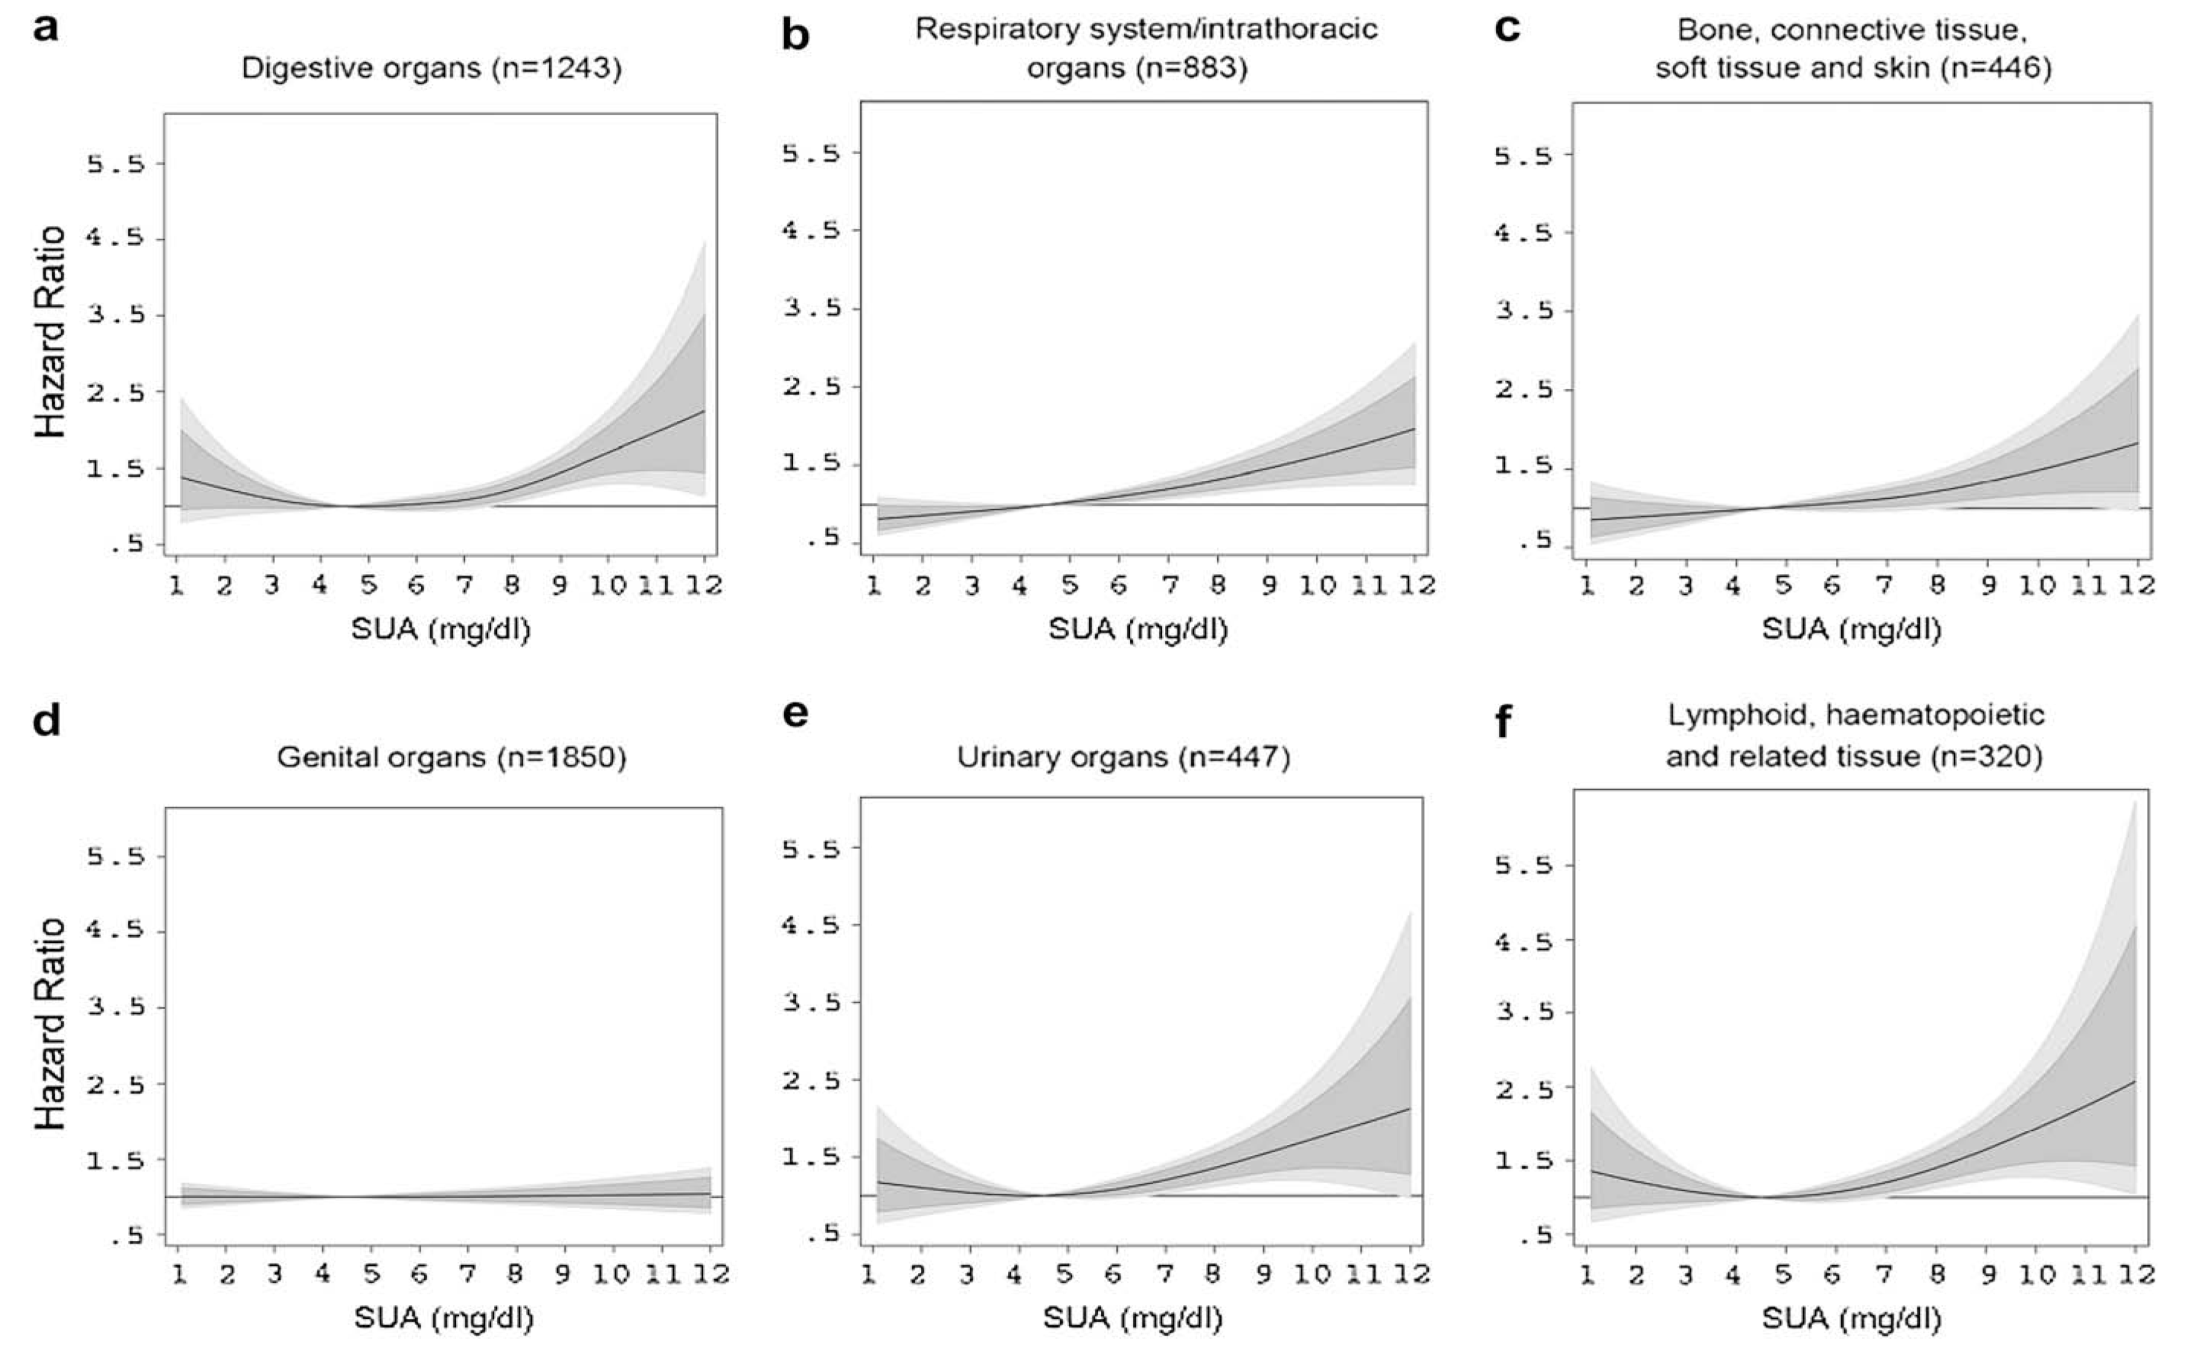 a
Digestive organs (n=1243)
Hazard Ratio
5.5
4.5
3.5
2.5
1.5
.5
1 2 3 4 5 6 7 8 9 10 11 12
SUA (mg/dl)
b
Respiratory system/intrathoracic
organs (n=883)
5.5
4.5
3.5
2.5
1.5
.5
1 2 3 4 5 6 7 8 9 10 11 12
SUA (mg/dl)
c
Bone, connective tissue,
soft tissue and skin (n=446)
5.5
4.5
3.5
2.5
1.5
.5
1 2 3 4 5 6 7 8 9 10 11 12
SUA (mg/dl)
d
Genital organs (n=1850)
Hazard Ratio
5.5
4.5
3.5
2.5
1.5
.5
1 2 3 4 5 6 7 8 9 10 11 12
SUA (mg/dl)
e
Urinary organs (n=447)
5.5
4.5
3.5
2.5
1.5
.5
1 2 3 4 5 6 7 8 9 10 11 12
SUA (mg/dl)
f
Lymphoid, haematopoietic
and related tissue (n=320)
5.5
4.5
3.5
2.5
1.5
.5
1 2 3 4 5 6 7 8 9 10 11 12
SUA (mg/dl)